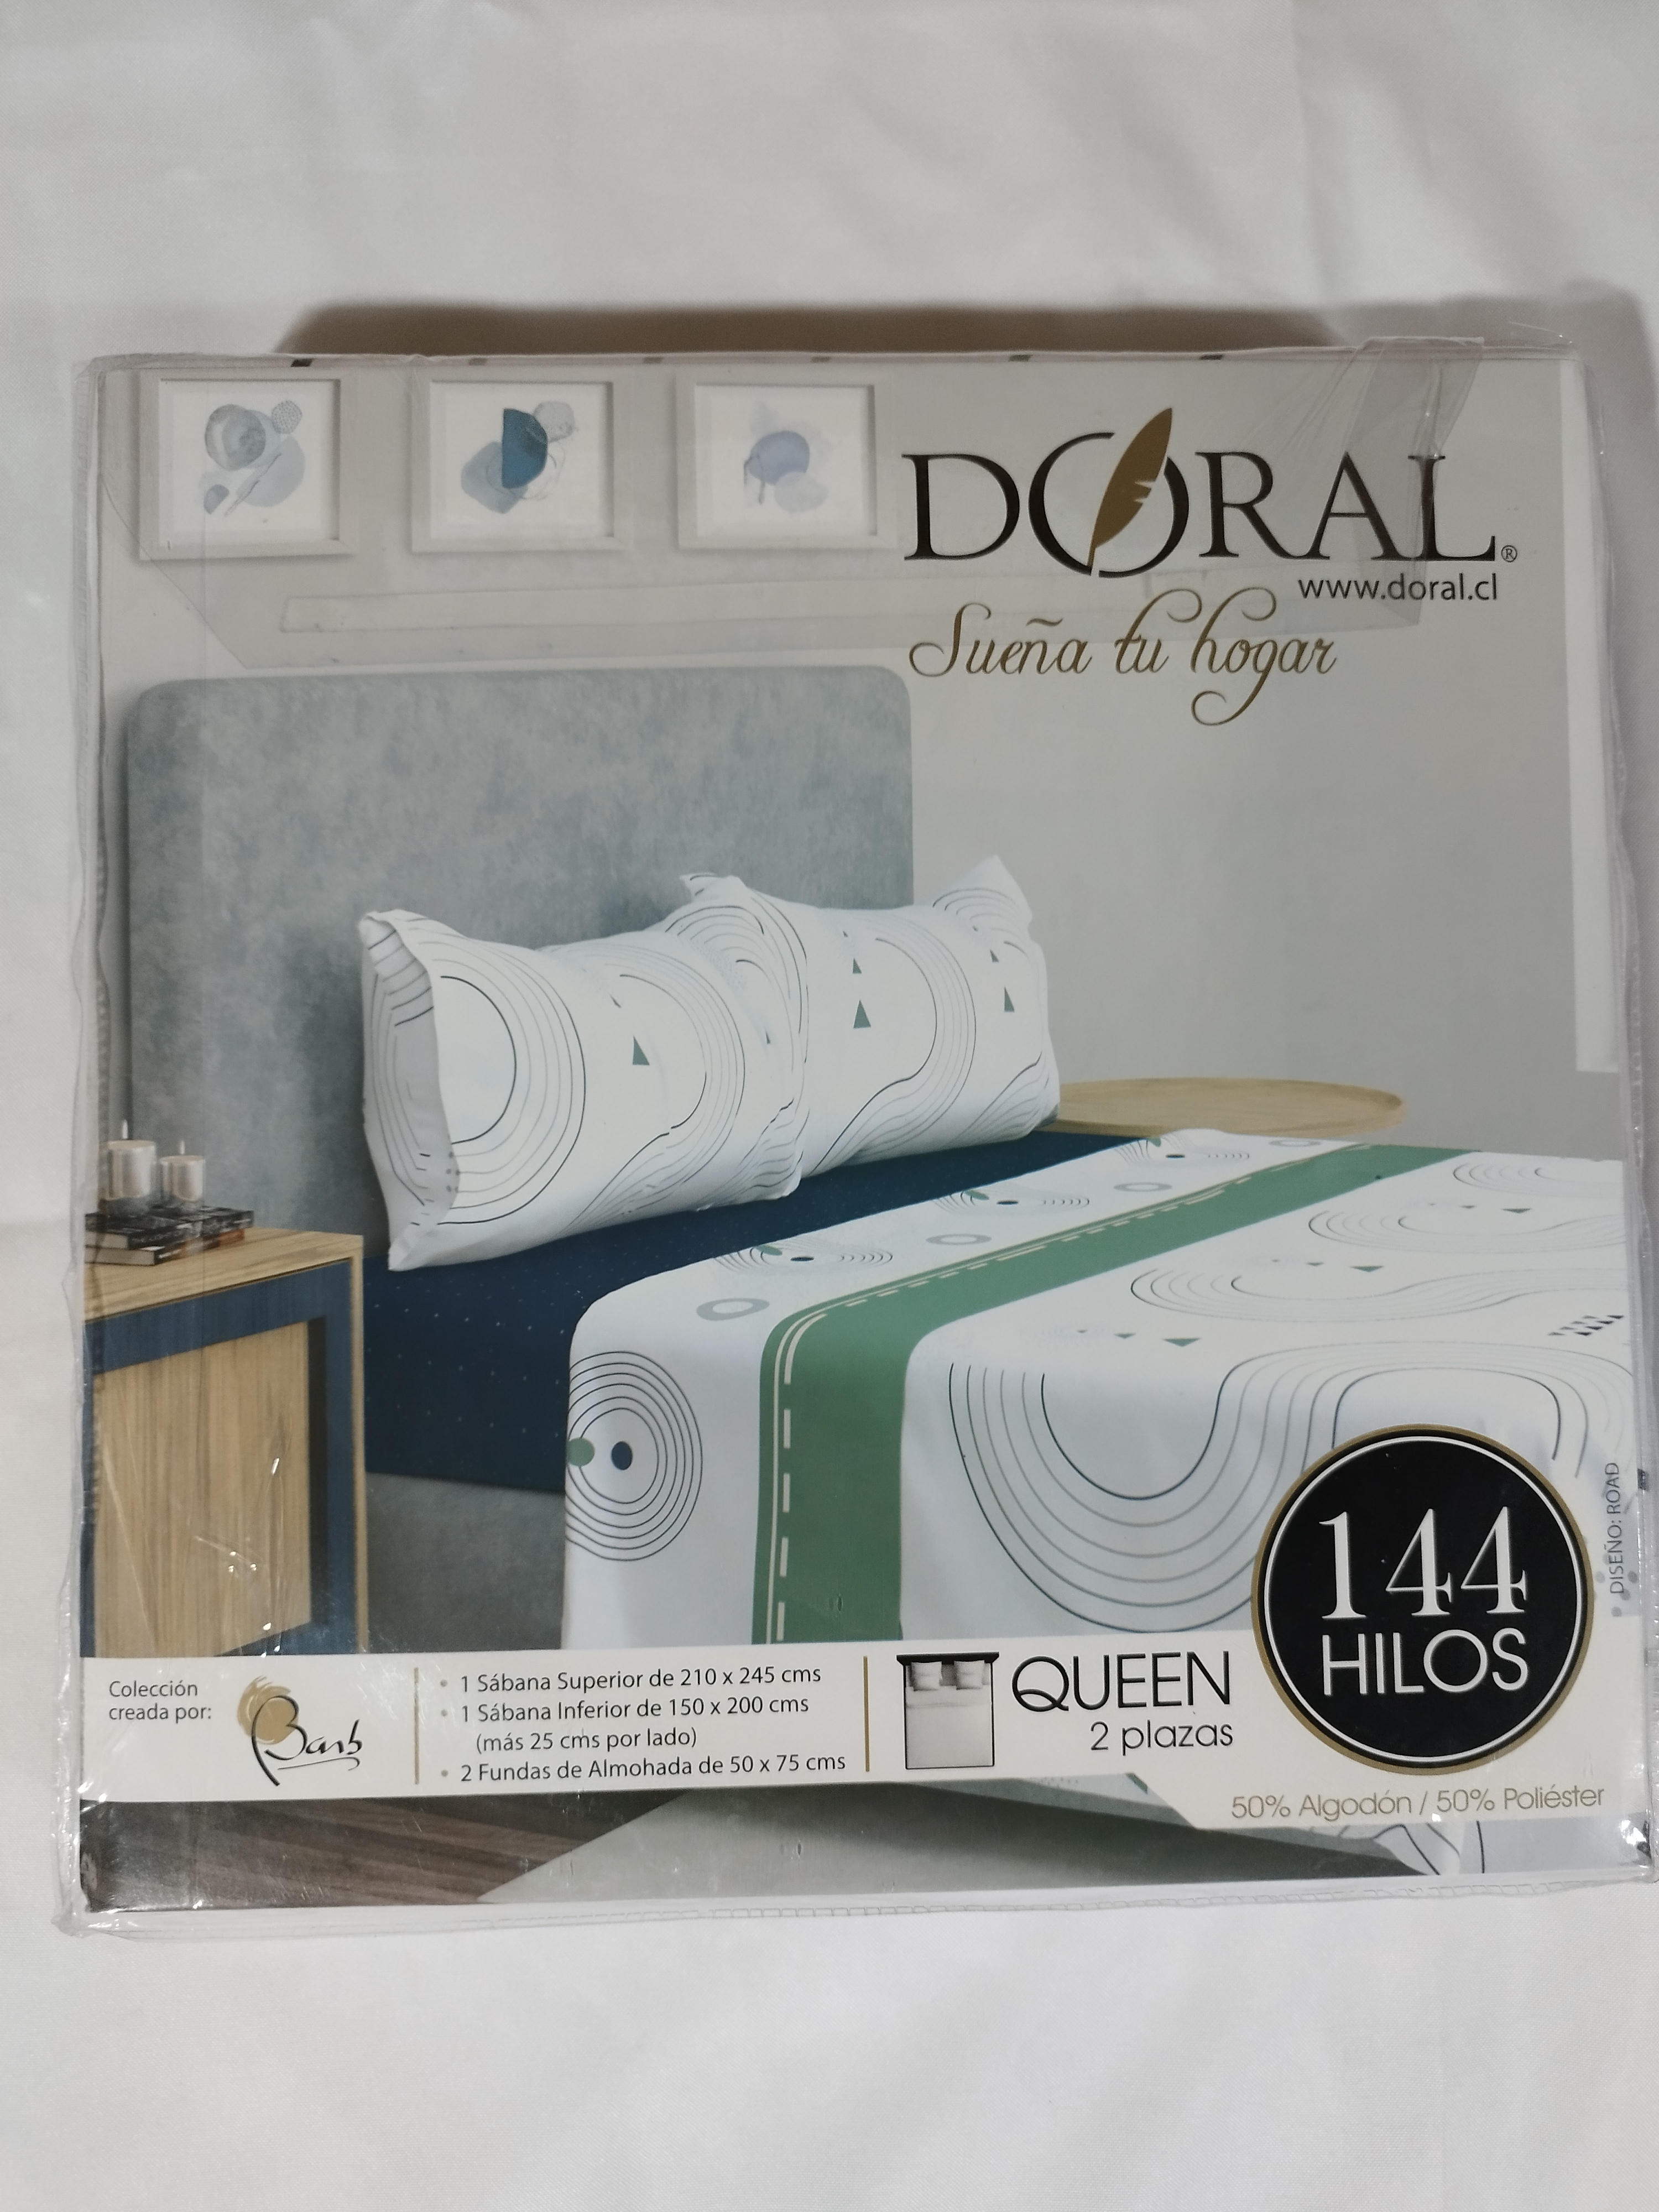 DORAL®
www.doral.cl
Sueña tu hogar
DISEÑO: ROAD
144
HILOS
Colección
creada por:
Barb
• 1 Sábana Superior de 210 x 245 cms
• 1 Sábana Inferior de 150 x 200 cms
(más 25 cms por lado)
• 2 Fundas de Almohada de 50 x 75 cms
QUEEN
2 plazas
50% Algodón / 50% Poliéster